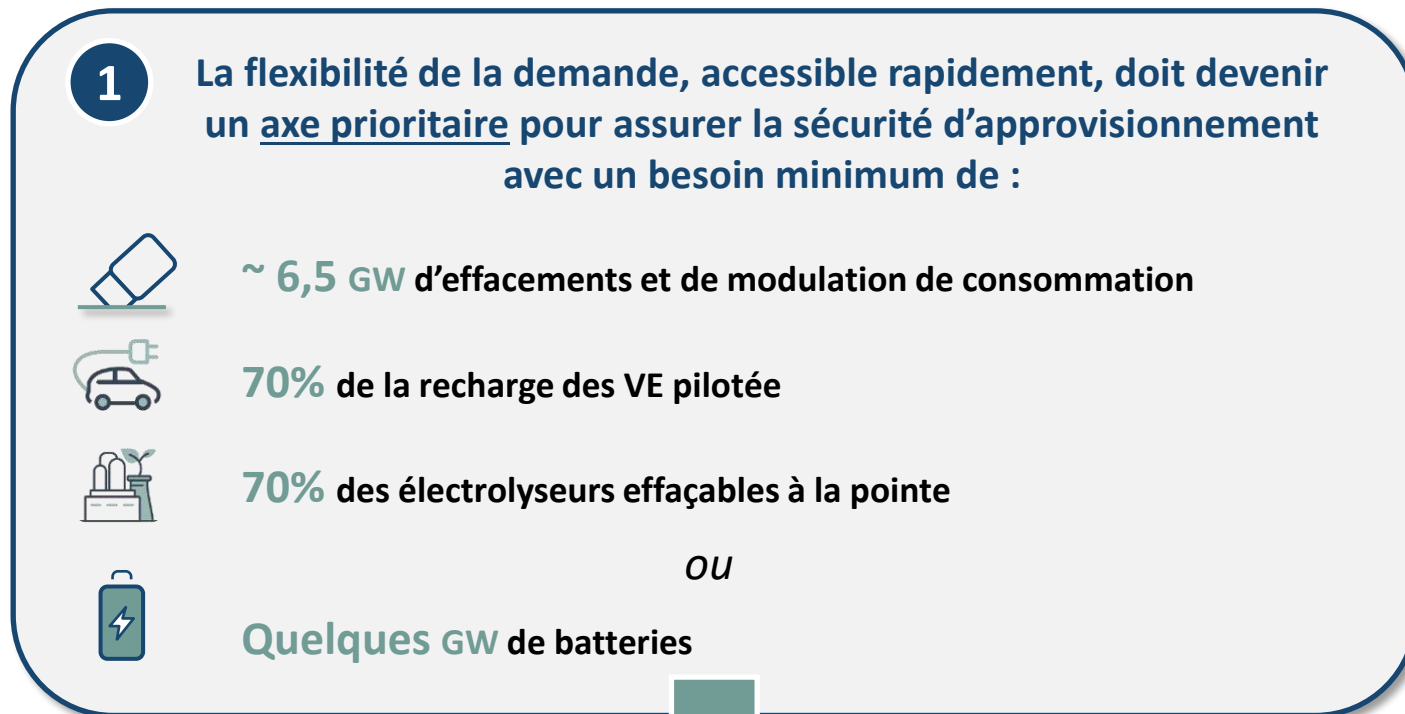 1
La flexibilité de la demande, accessible rapidement, doit devenir
un axe prioritaire pour assurer la sécurité d’approvisionnement
avec un besoin minimum de :
~ 6,5 GW d’effacements et de modulation de consommation
70% de la recharge des VE pilotée
70% des électrolyseurs effaçables à la pointe
ou
Quelques GW de batteries